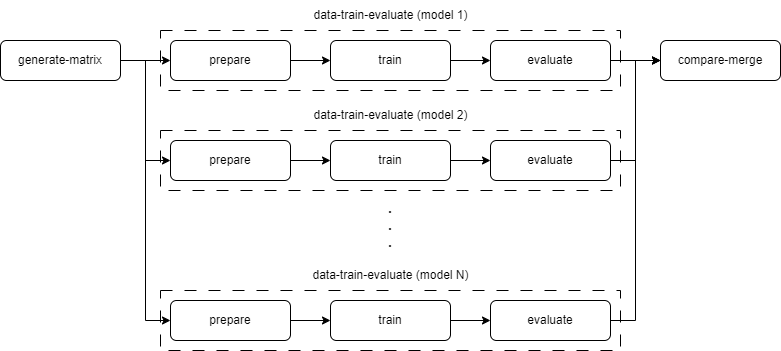 data-train-evaluate (model 1)
generate-matrix
prepare
train
evaluate
compare-merge
data-train-evaluate (model 2)
prepare
train
evaluate
.
.
.
data-train-evaluate (model N)
prepare
train
evaluate